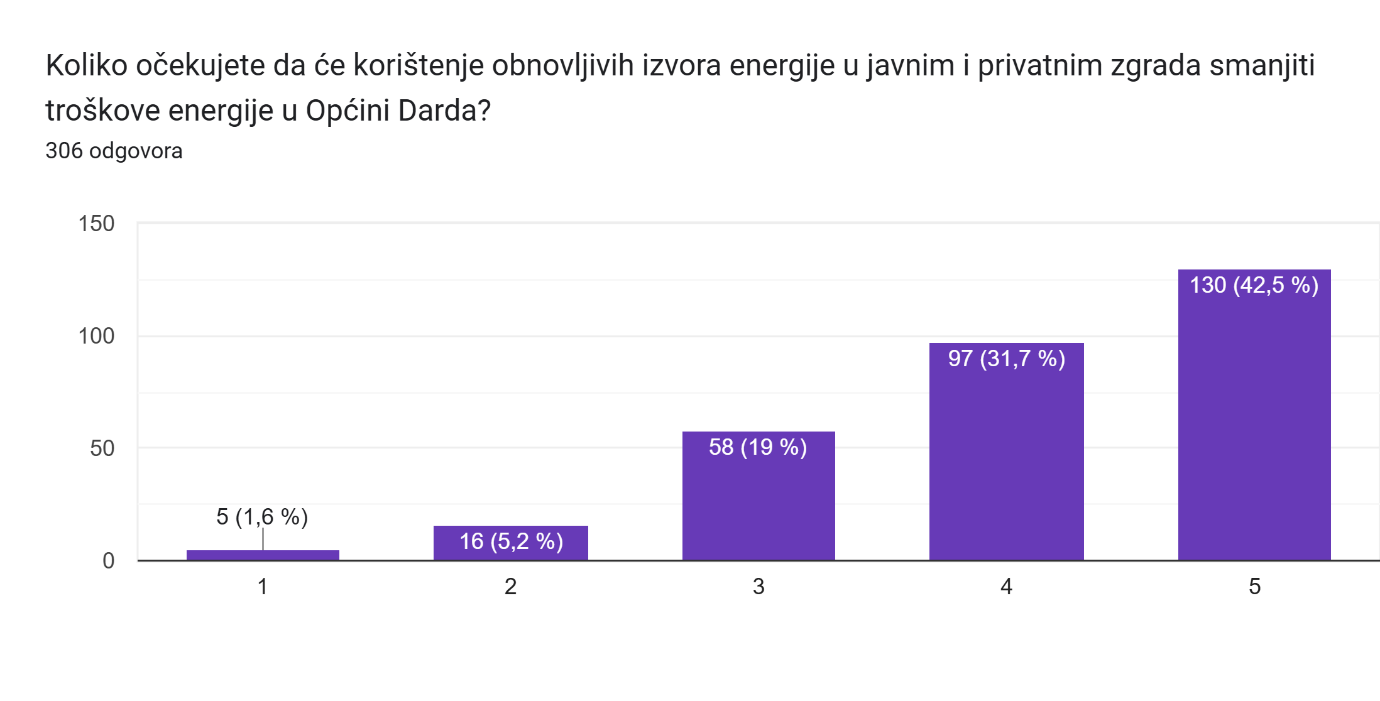 Koliko očekujete da će korištenje obnovljivih izvora energije u javnim i privatnim zgrada smanjiti
troškove energije u Općini Darda?
306 odgovora
150
100
50
0
5 (1,6 %)
16 (5,2 %)
58 (19 %)
97 (31,7 %)
130 (42,5 %)
1
2
3
4
5